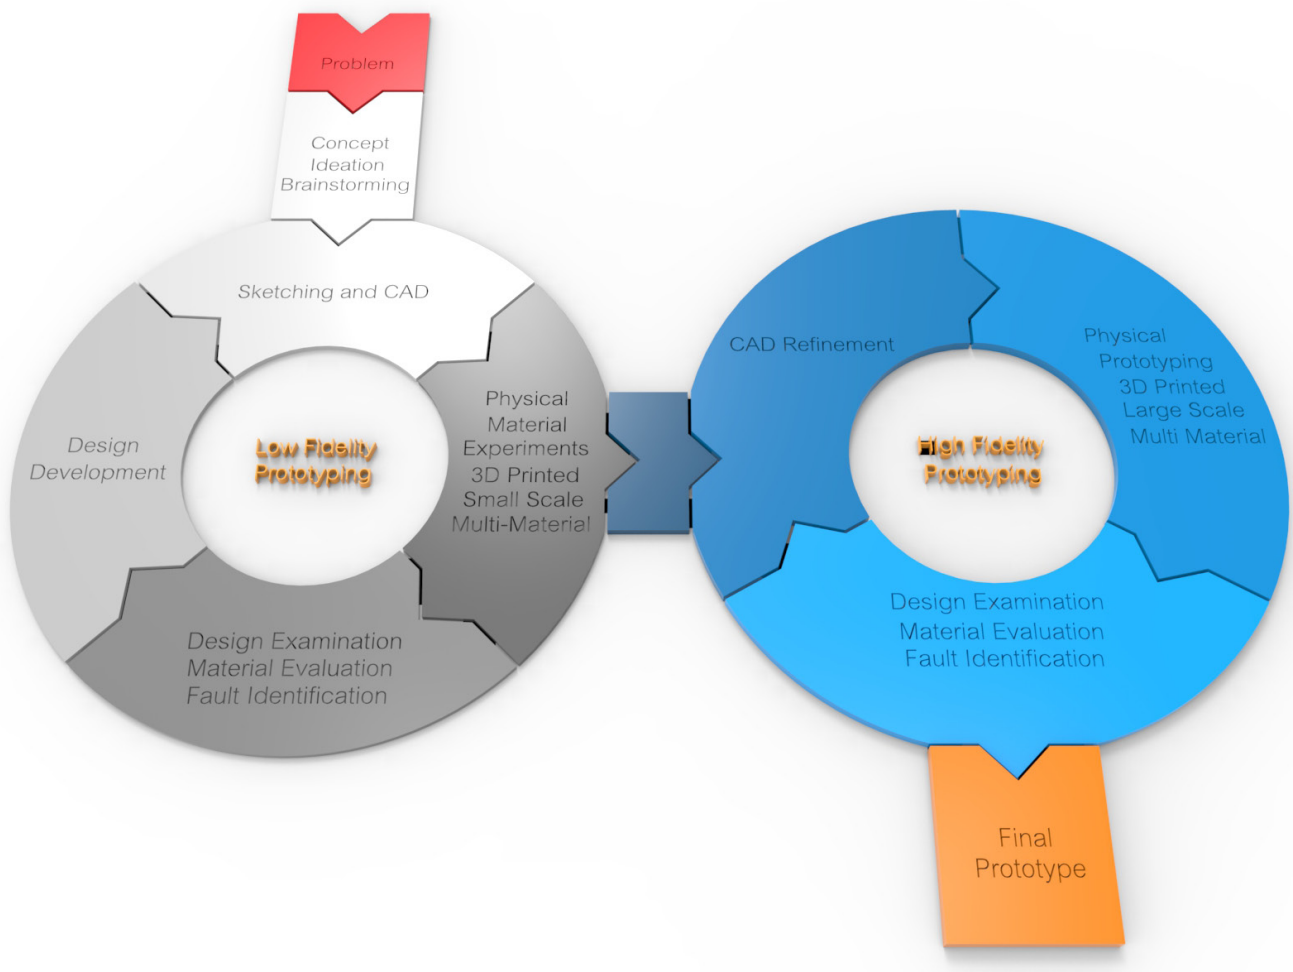 Problem
Concept
Ideation
Brainstorming
Sketching and CAD
Physical
Material
Experiments
3D Printed
Small Scale
Multi-Material
Design Examination
Material Evaluation
Fault Identification
Design
Development
Low Fidelity
Prototyping
CAD Refinement
Physical
Prototyping
3D Printed
Large Scale
Multi Material
Design Examination
Material Evaluation
Fault Identification
High Fidelity
Prototyping
Final
Prototype